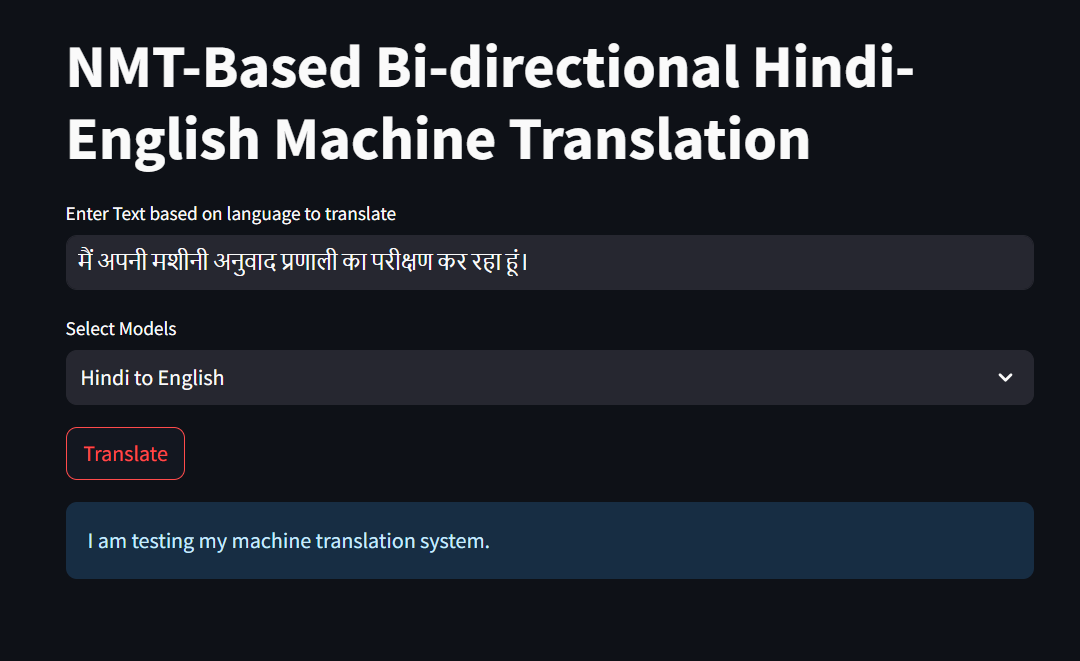 NMT-Based Bi-directional Hindi-
English Machine Translation
Enter Text based on language to translate
मैं अपनी मशीनी अनुवाद प्रणाली का परीक्षण कर रहा हूं।
Select Models
Hindi to English
Translate
I am testing my machine translation system.